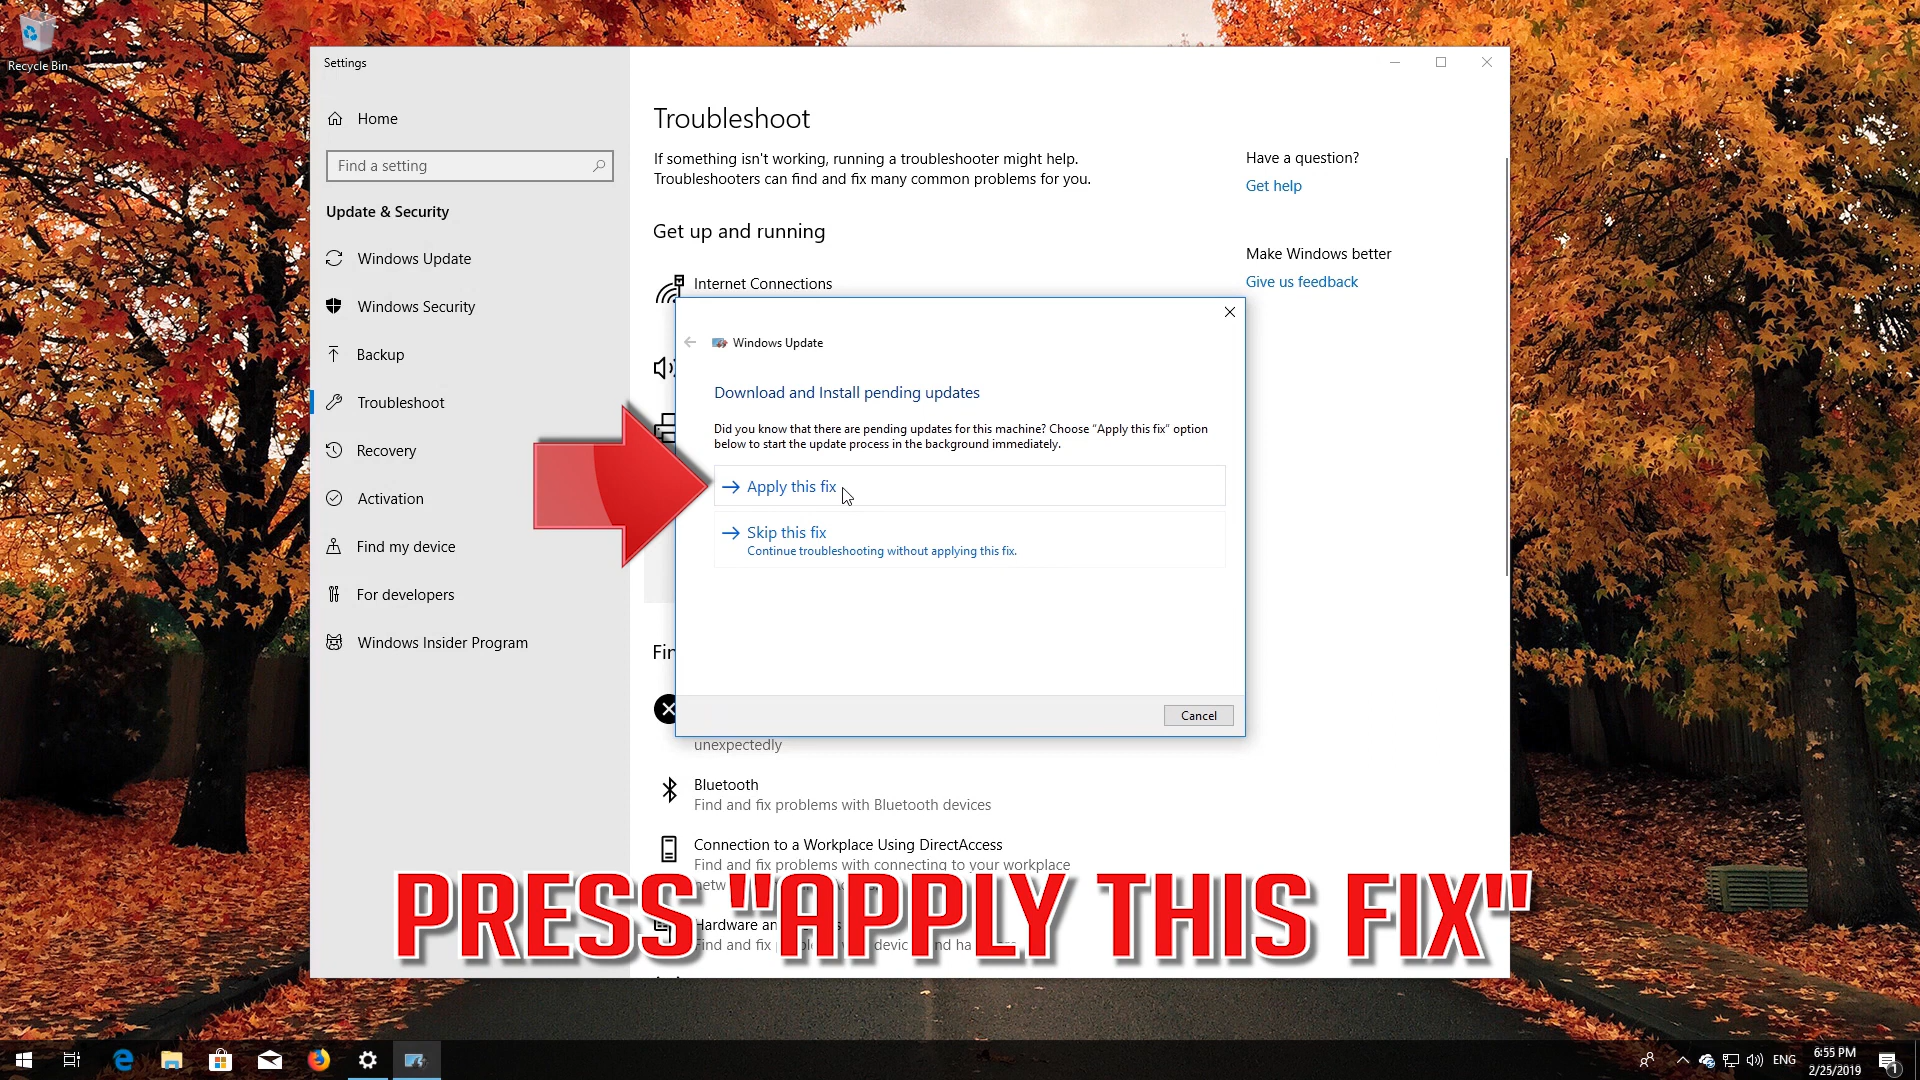 Recycle Bin
Settings
Home
Find a setting
Update & Security
Windows Update
Windows Security
Backup
Troubleshoot
Recovery
Activation
Find my device
For developers
Windows Insider Program
Troubleshoot
If something isn't working, running a troubleshooter might help.
Troubleshooters can find and fix many common problems for you.
Get up and running
Internet Connections
Have a question?
Get help
Make Windows better
Give us feedback
Windows Update
Download and Install pending updates
Did you know that there are pending updates for this machine? Choose "Apply this fix" option
below to start the update process in the background immediately.
Apply this fix
Skip this fix
Continue troubleshooting without applying this fix.
Cancel
unexpectedly
Bluetooth
Find and fix problems with Bluetooth devices
Connection to a Workplace Using DirectAccess
Find and fix problems with connecting to your workplace
Hardware
Find and fix
PRESS "APPLY THIS FIX"
ENG
6:55 PM
2/25/2019
1